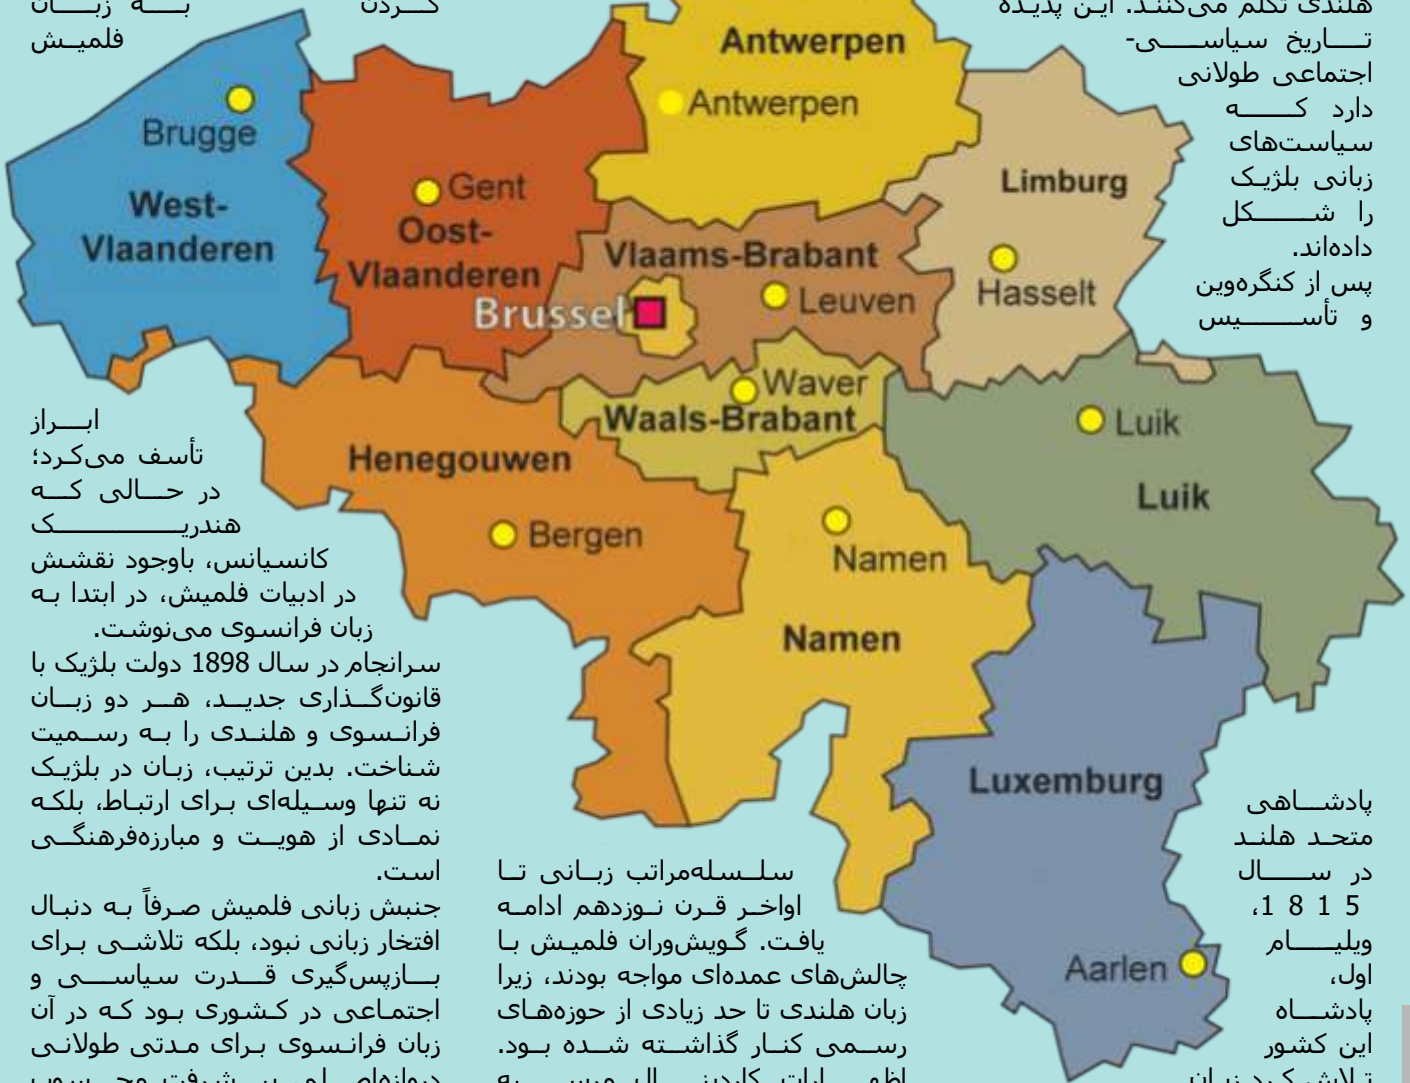 هلندی تکلم می‌کنند. این پدیده
تاریخ سیاسی-
اجتماعی طولانی
دارد که
سیاست‌های
زبانی بلژیک
را شکل
داده‌اند.
پس از کنگره‌وین
و تأسیس
پادشاهی
متحد هلند
در سال
1815،
ویلیام
اول،
پادشاه
این کشور
تلاش کرد زبان
کردن
سلسله‌مراتب زبانی تا
اواخر قرن نوزدهم ادامه
یافت. گویش‌وران فلمیش با
چالش‌های عمده‌ای مواجه بودند، زیرا
زبان هلندی تا حد زیادی از حوزه‌های
رسمی کنار گذاشته شده بود.
به زبان
فلمیش
ابراز
تأسف می‌کرد؛
در حالی که
هندریک
کانسیانس، باوجود نقشش
در ادبیات فلمیش، در ابتدا به
زبان فرانسوی می‌نوشت.
سرانجام در سال 1898 دولت بلژیک با
قانون‌گذاری جدید، هر دو زبان
فرانسوی و هلندی را به رسمیت
شناخت. بدین ترتیب، زبان در بلژیک
نه تنها وسیله‌ای برای ارتباط، بلکه
نمادی از هویت و مبارزه‌فرهنگی
است.
جنبش زبانی فلمیش صرفاً به دنبال
افتخار زبانی نبود، بلکه تلاشی برای
بازپس‌گیری قدرت سیاسی و
اجتماعی در کشوری بود که در آن
زبان فرانسوی برای مدتی طولانی
Antwerpen
Antwerpen
Brugge
West-
Vlaanderen
Gent
Oost-
Vlaanderen
Limburg
Hasselt
Vlaams-Brabant
Leuven
Brussel
Waver
Waals-Brabant
Luik
Luik
Henegouwen
Bergen
Namen
Namen
Luxemburg
Aarlen